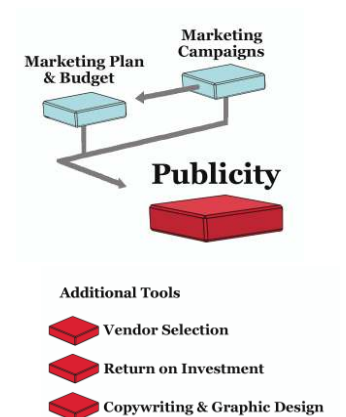 Marketing
Campaigns
Marketing Plan
& Budget
Publicity
Additional Tools
Vendor Selection
Return on Investment
Copywriting & Graphic Design